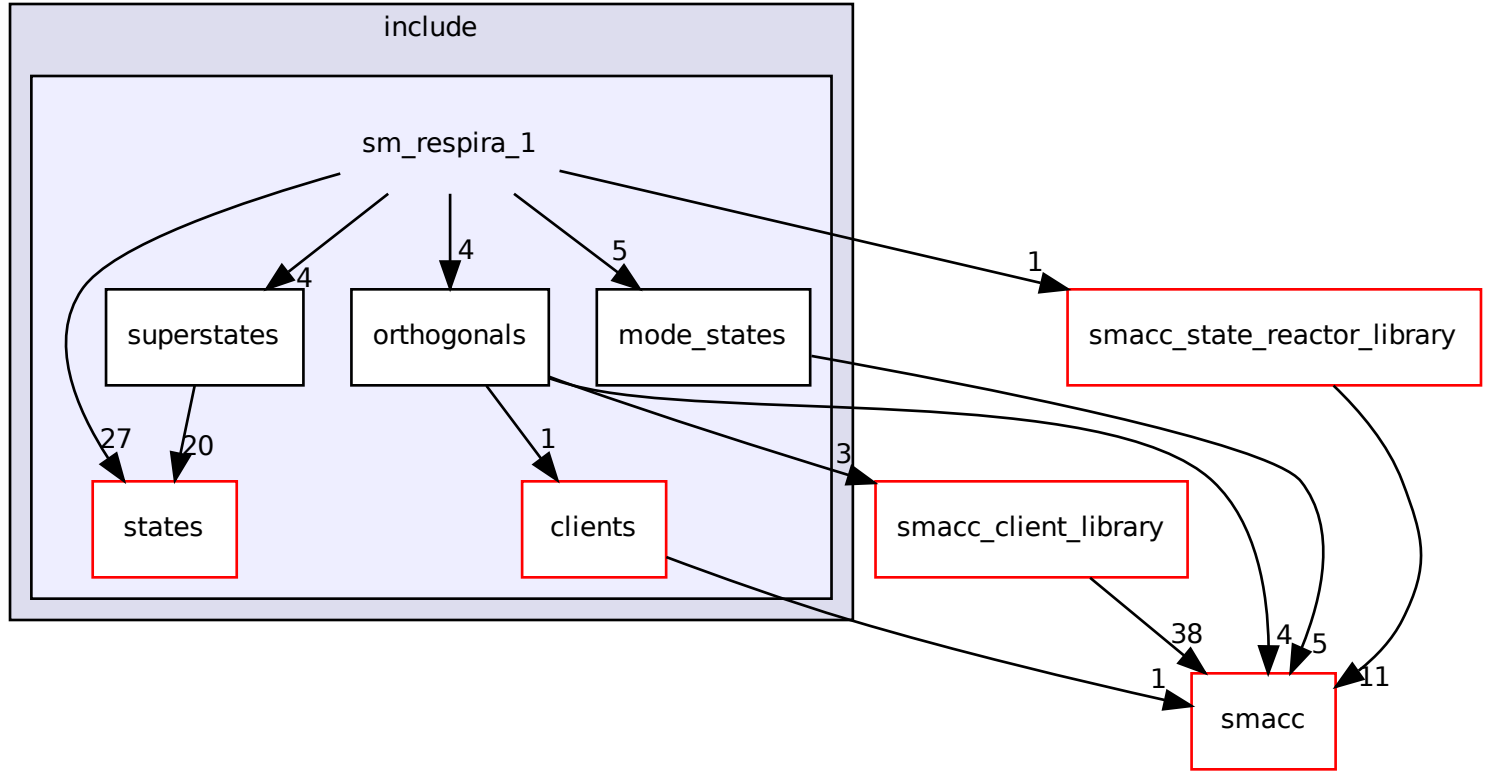 include
sm_respira_1
4
4
5
1
superstates
orthogonals
mode_states
smacc_state_reactor_library
27
20
1
3
states
clients
smacc_client_library
38
4
5
1
11
smacc